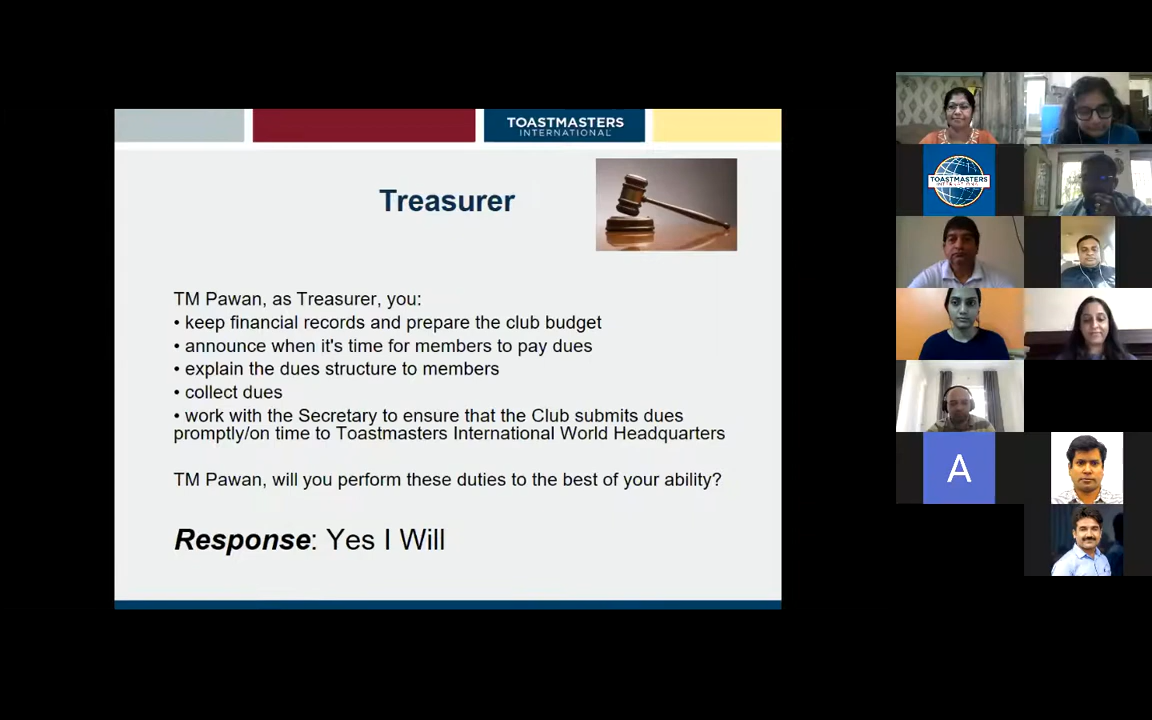 TOASTMASTERS
INTERNATIONAL
Treasurer
TM Pawan, as Treasurer, you:
• keep financial records and prepare the club budget
• announce when it's time for members to pay dues
• explain the dues structure to members
• collect dues
• work with the Secretary to ensure that the Club submits dues
promptly/on time to Toastmasters International World Headquarters
TM Pawan, will you perform these duties to the best of your ability?
Response: Yes I Will
TOASTMASTERS
INTERNATIONAL
A